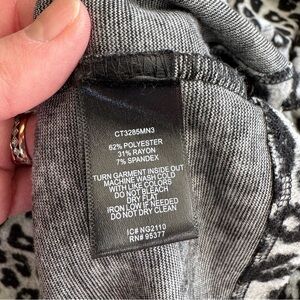 CT3285MN3
62% POLYESTER
31% RAYON
7% SPANDEX
TURN GARMENT INSIDE OUT
MACHINE WASH COLD
WITH LIKE COLORS
DO NOT BLEACH
DRY FLAT
IRON LOW IF NEEDED
DO NOT DRY CLEAN
IC# NG2110
RN# 95377